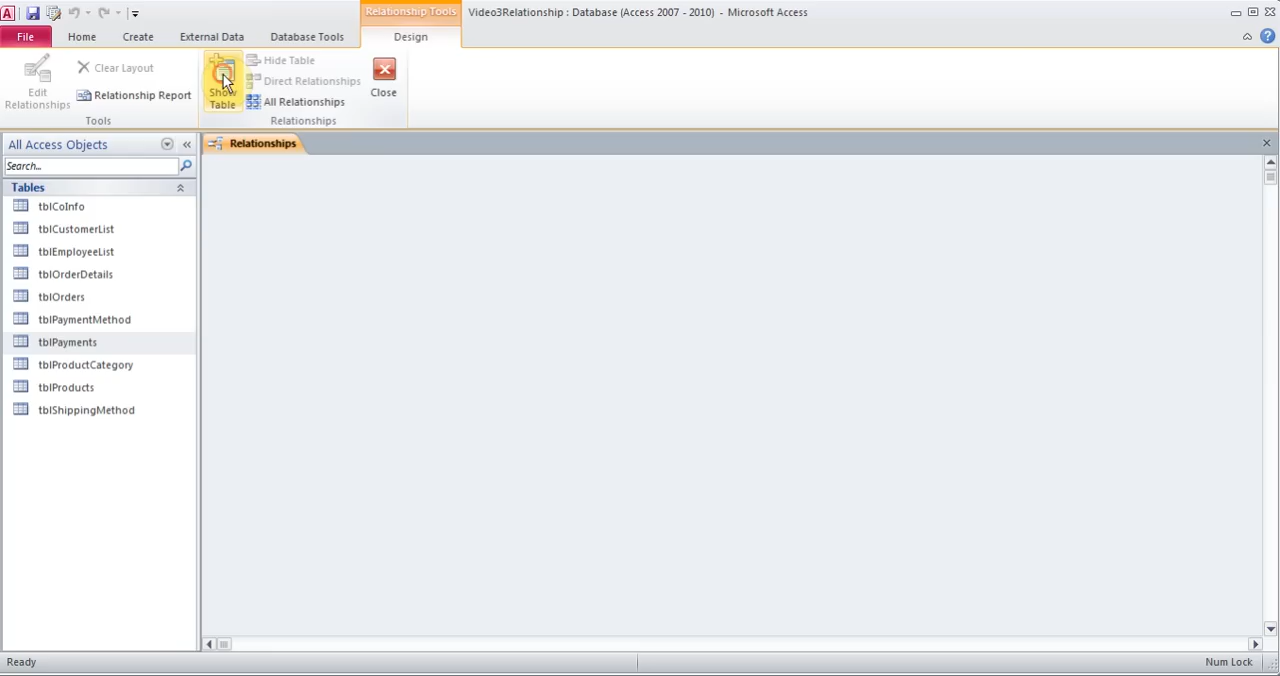 Relationship Tools
Video3Relationship : Database (Access 2007 - 2010) - Microsoft Access
File
Home
Create
External Data
Database Tools
Design
Edit
Relationships
Clear Layout
Relationship Report
Tools
Show
Table
Hide Table
Direct Relationships
All Relationships
Relationships
Close
All Access Objects
Relationships
Search...
Tables
tblCoInfo
tblCustomerList
tblEmployeeList
tblOrderDetails
tblOrders
tblPaymentMethod
tblPayments
tblProductCategory
tblProducts
tblShippingMethod
Ready
Num Lock